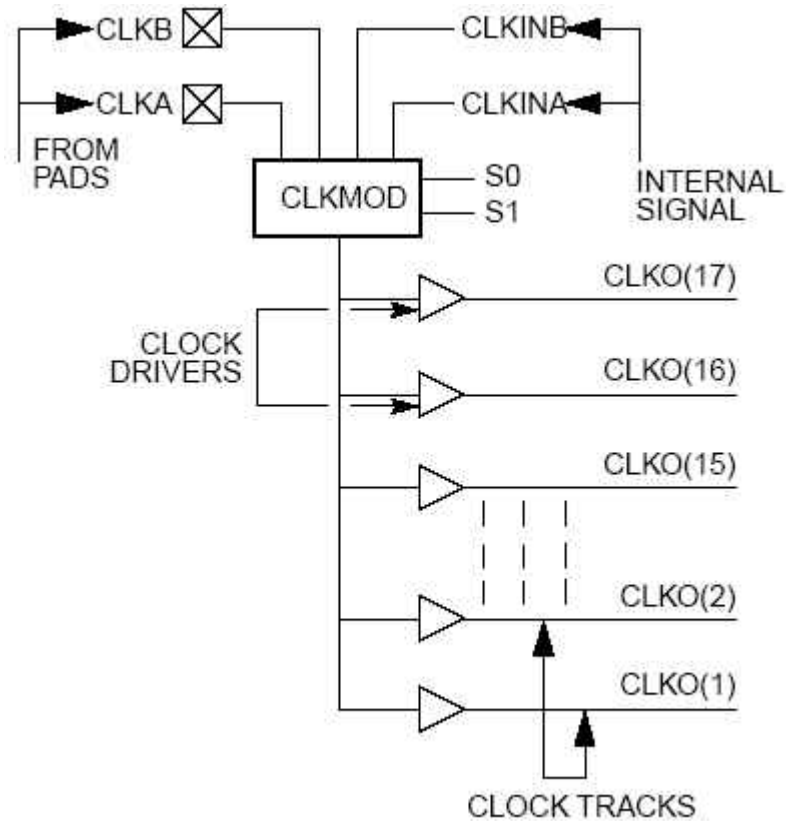 CLKB
CLKINB
CLKA
CLKINA
FROM
PADS
CLKMOD
S0
S1
INTERNAL
SIGNAL
CLKO(17)
CLOCK
DRIVERS
CLKO(16)
CLKO(15)
CLKO(2)
CLKO(1)
CLOCK TRACKS